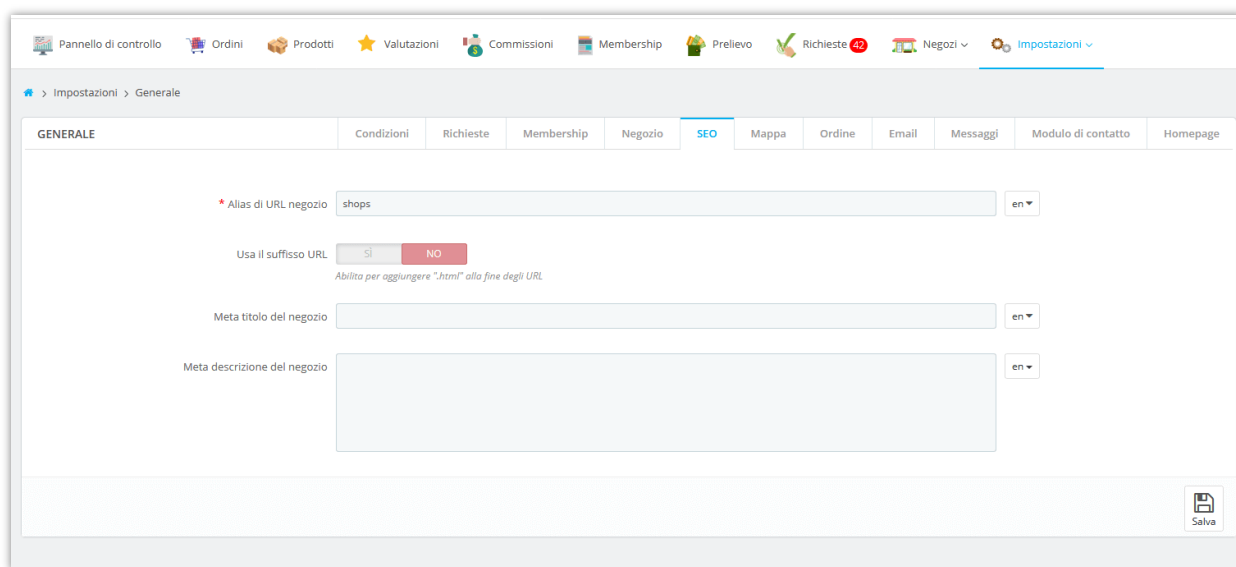 Pannello di controllo Ordini Prodotti Valutazioni Commissioni Membership Prelievo Richieste 42 Negozi Impostazioni
> Impostazioni > Generale
GENERALE Condizioni Richieste Membership Negozio SEO Mappa Ordine Email Messaggi Modulo di contatto Homepage
* Alias di URL negozio shops en
Usa il suffisso URL SÌ NO
Abilita per aggiungere ".html" alla fine degli URL
Meta titolo del negozio en
Meta descrizione del negozio en
Salva